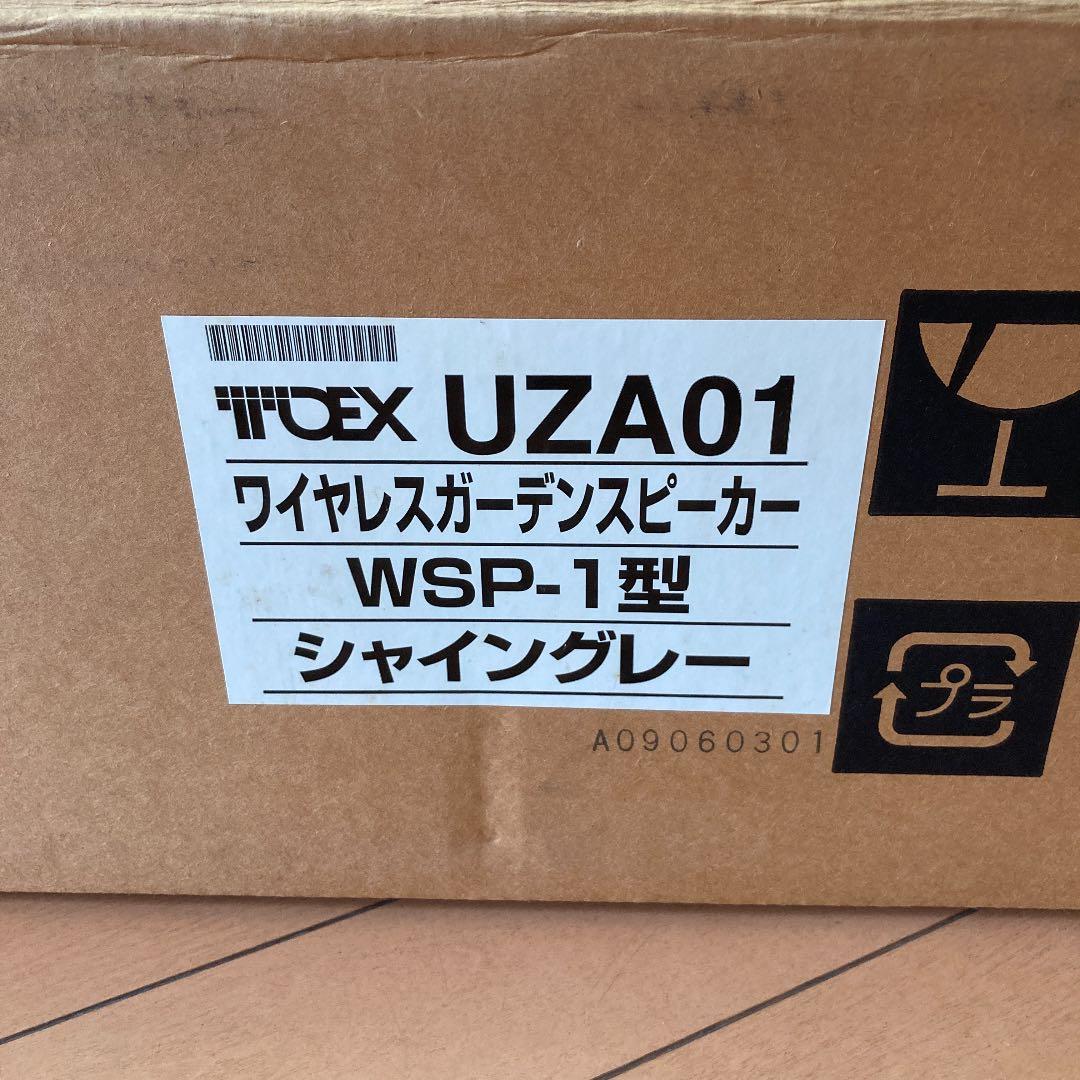 TOEX UZA01
ワイヤレスガーデンスピーカー
WSP-1型
シャイングレー
A09060301
プラ